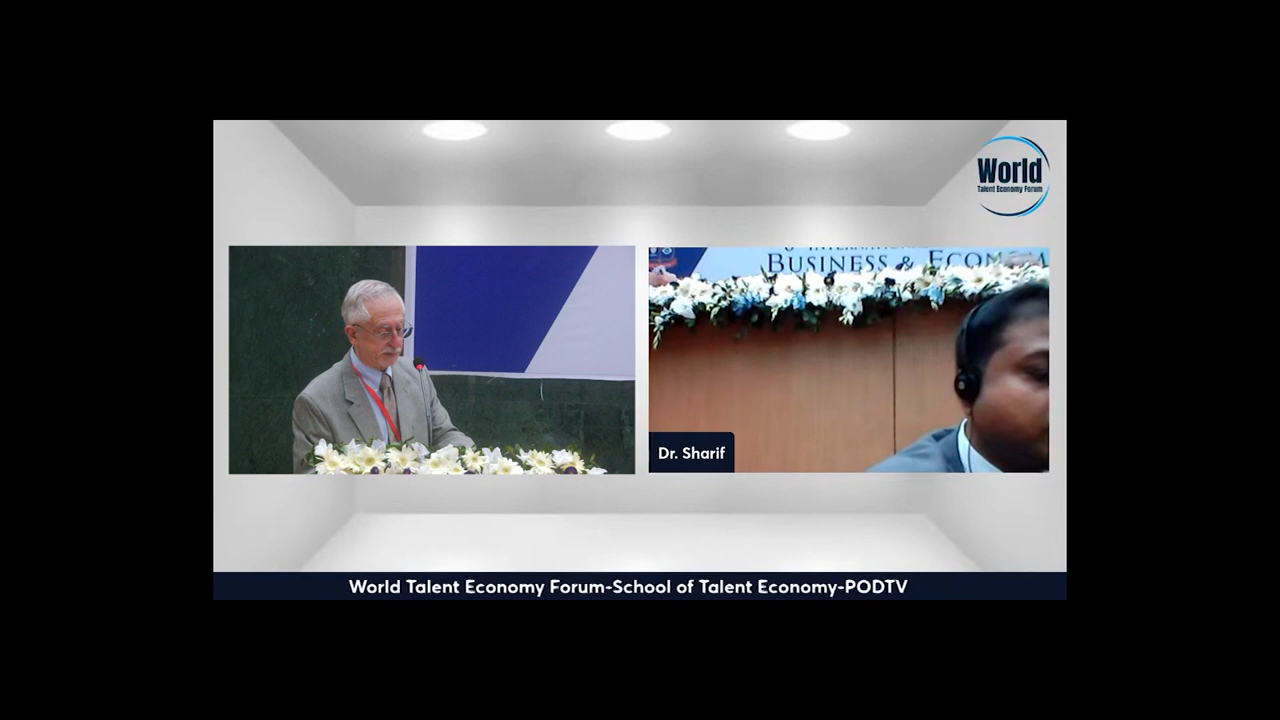 World
Talent Economy Forum
BUSINESS &
Dr. Sharif
World Talent Economy Forum-School of Talent Economy-PODTV